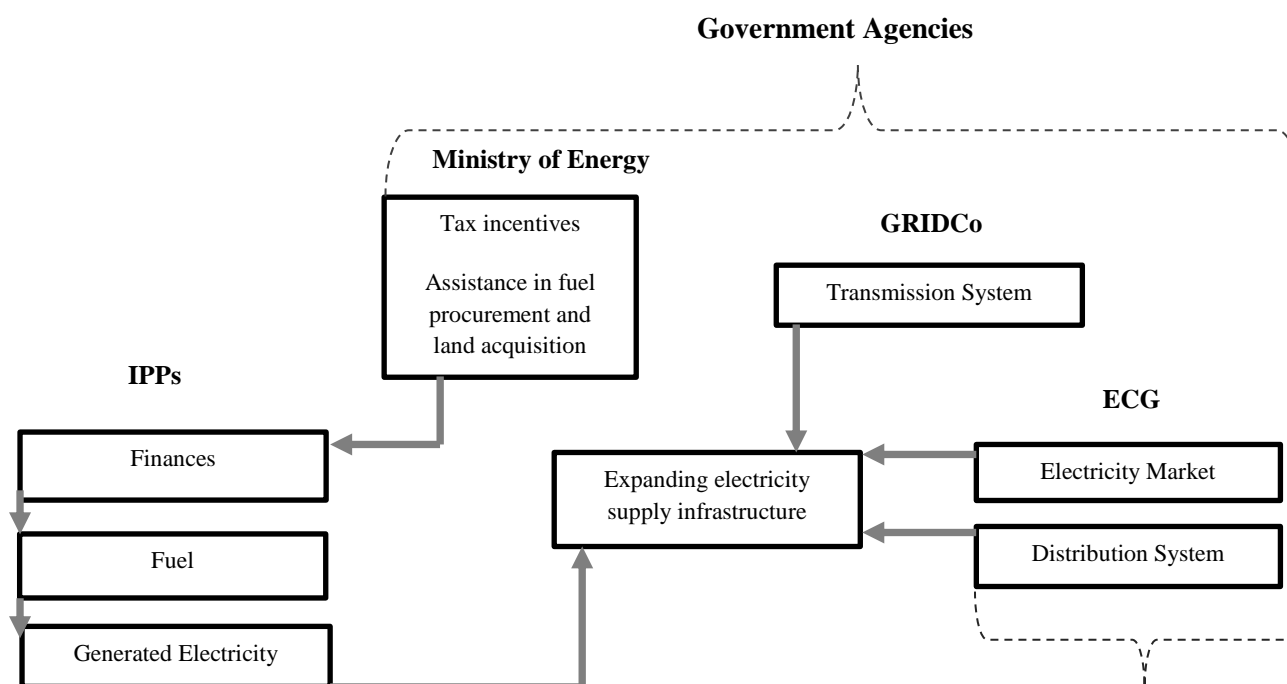 Government Agencies
Ministry of Energy
Tax incentives
Assistance in fuel
procurement and
land acquisition
GRIDCo
Transmission System
IPPs
Finances
Fuel
Generated Electricity
Expanding electricity
supply infrastructure
ECG
Electricity Market
Distribution System